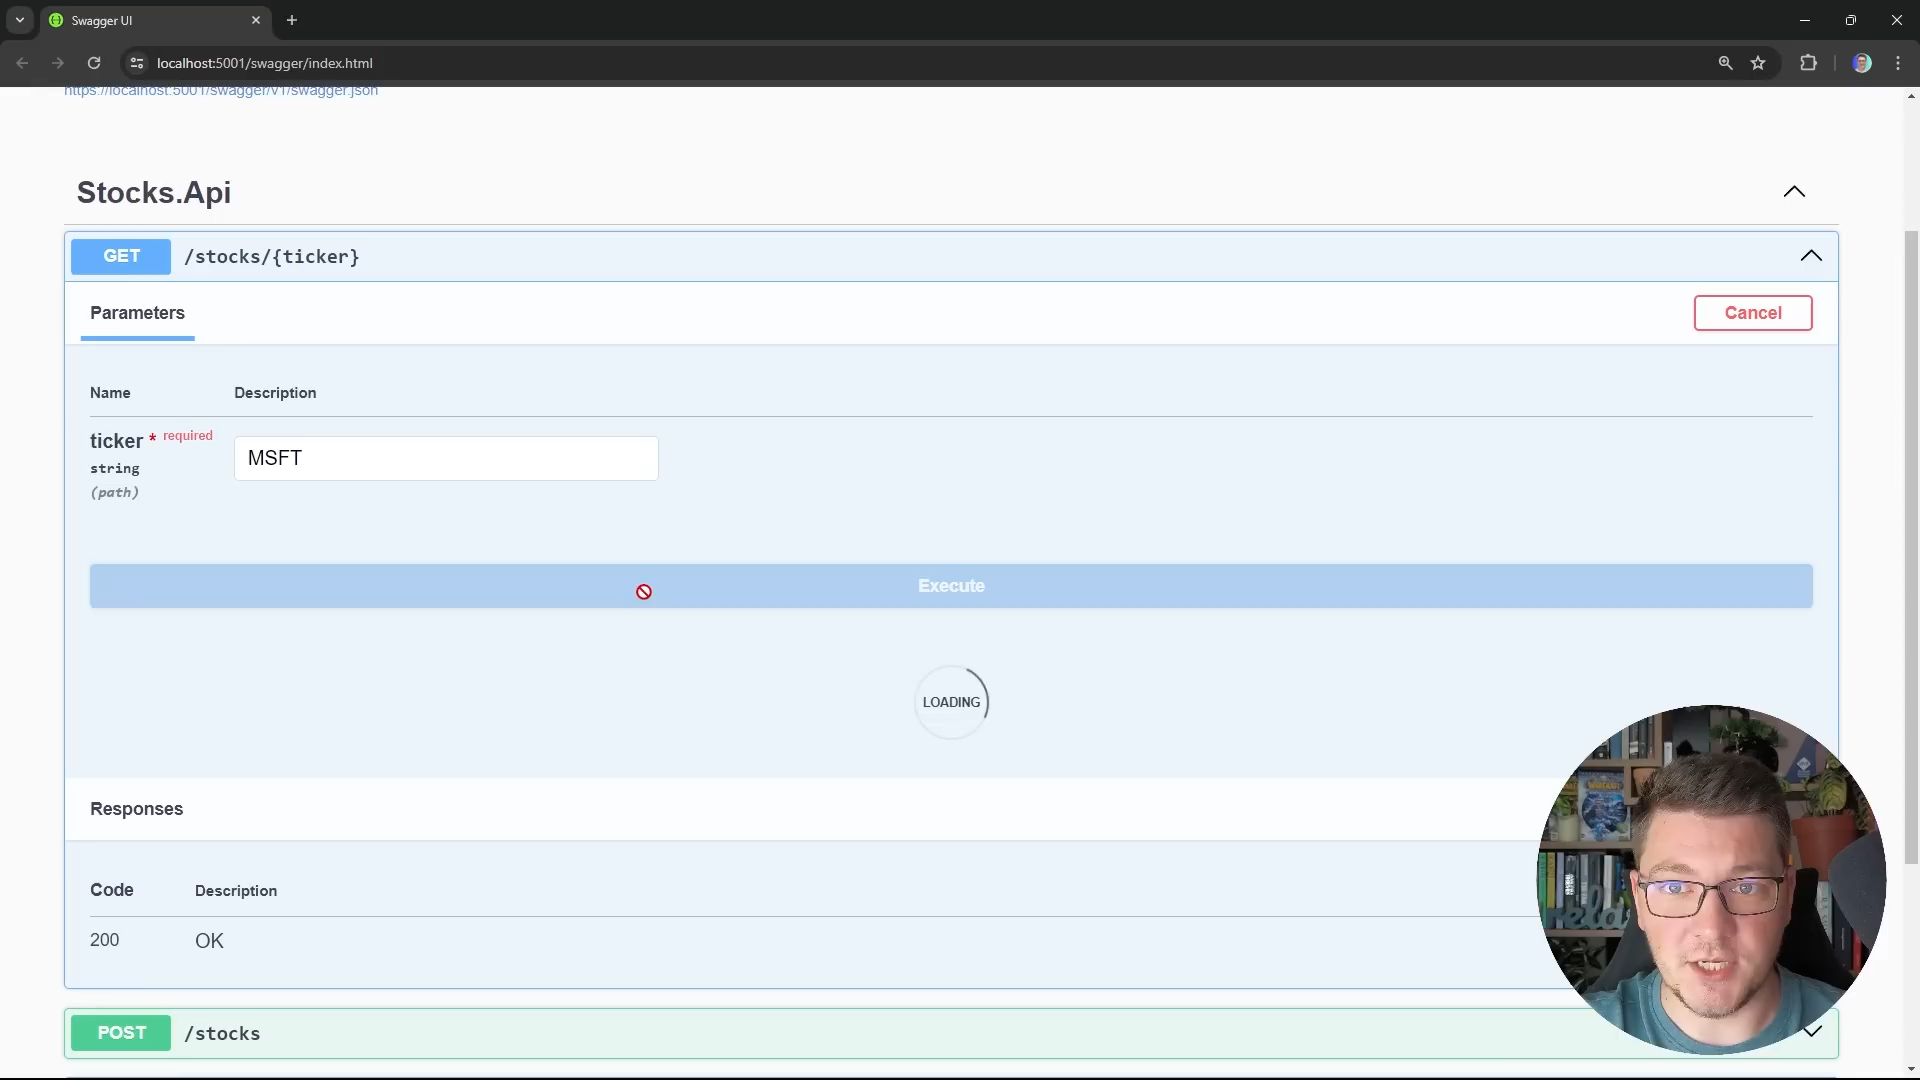 Swagger UI
localhost:5001/swagger/index.html
https://localhost:5001/swagger/v1/swagger.json
Stocks.Api
GET /stocks/{ticker}
Parameters
Cancel
Name Description
ticker * required
string
(path)
MSFT
Execute
LOADING
Responses
Code Description
200 OK
POST /stocks